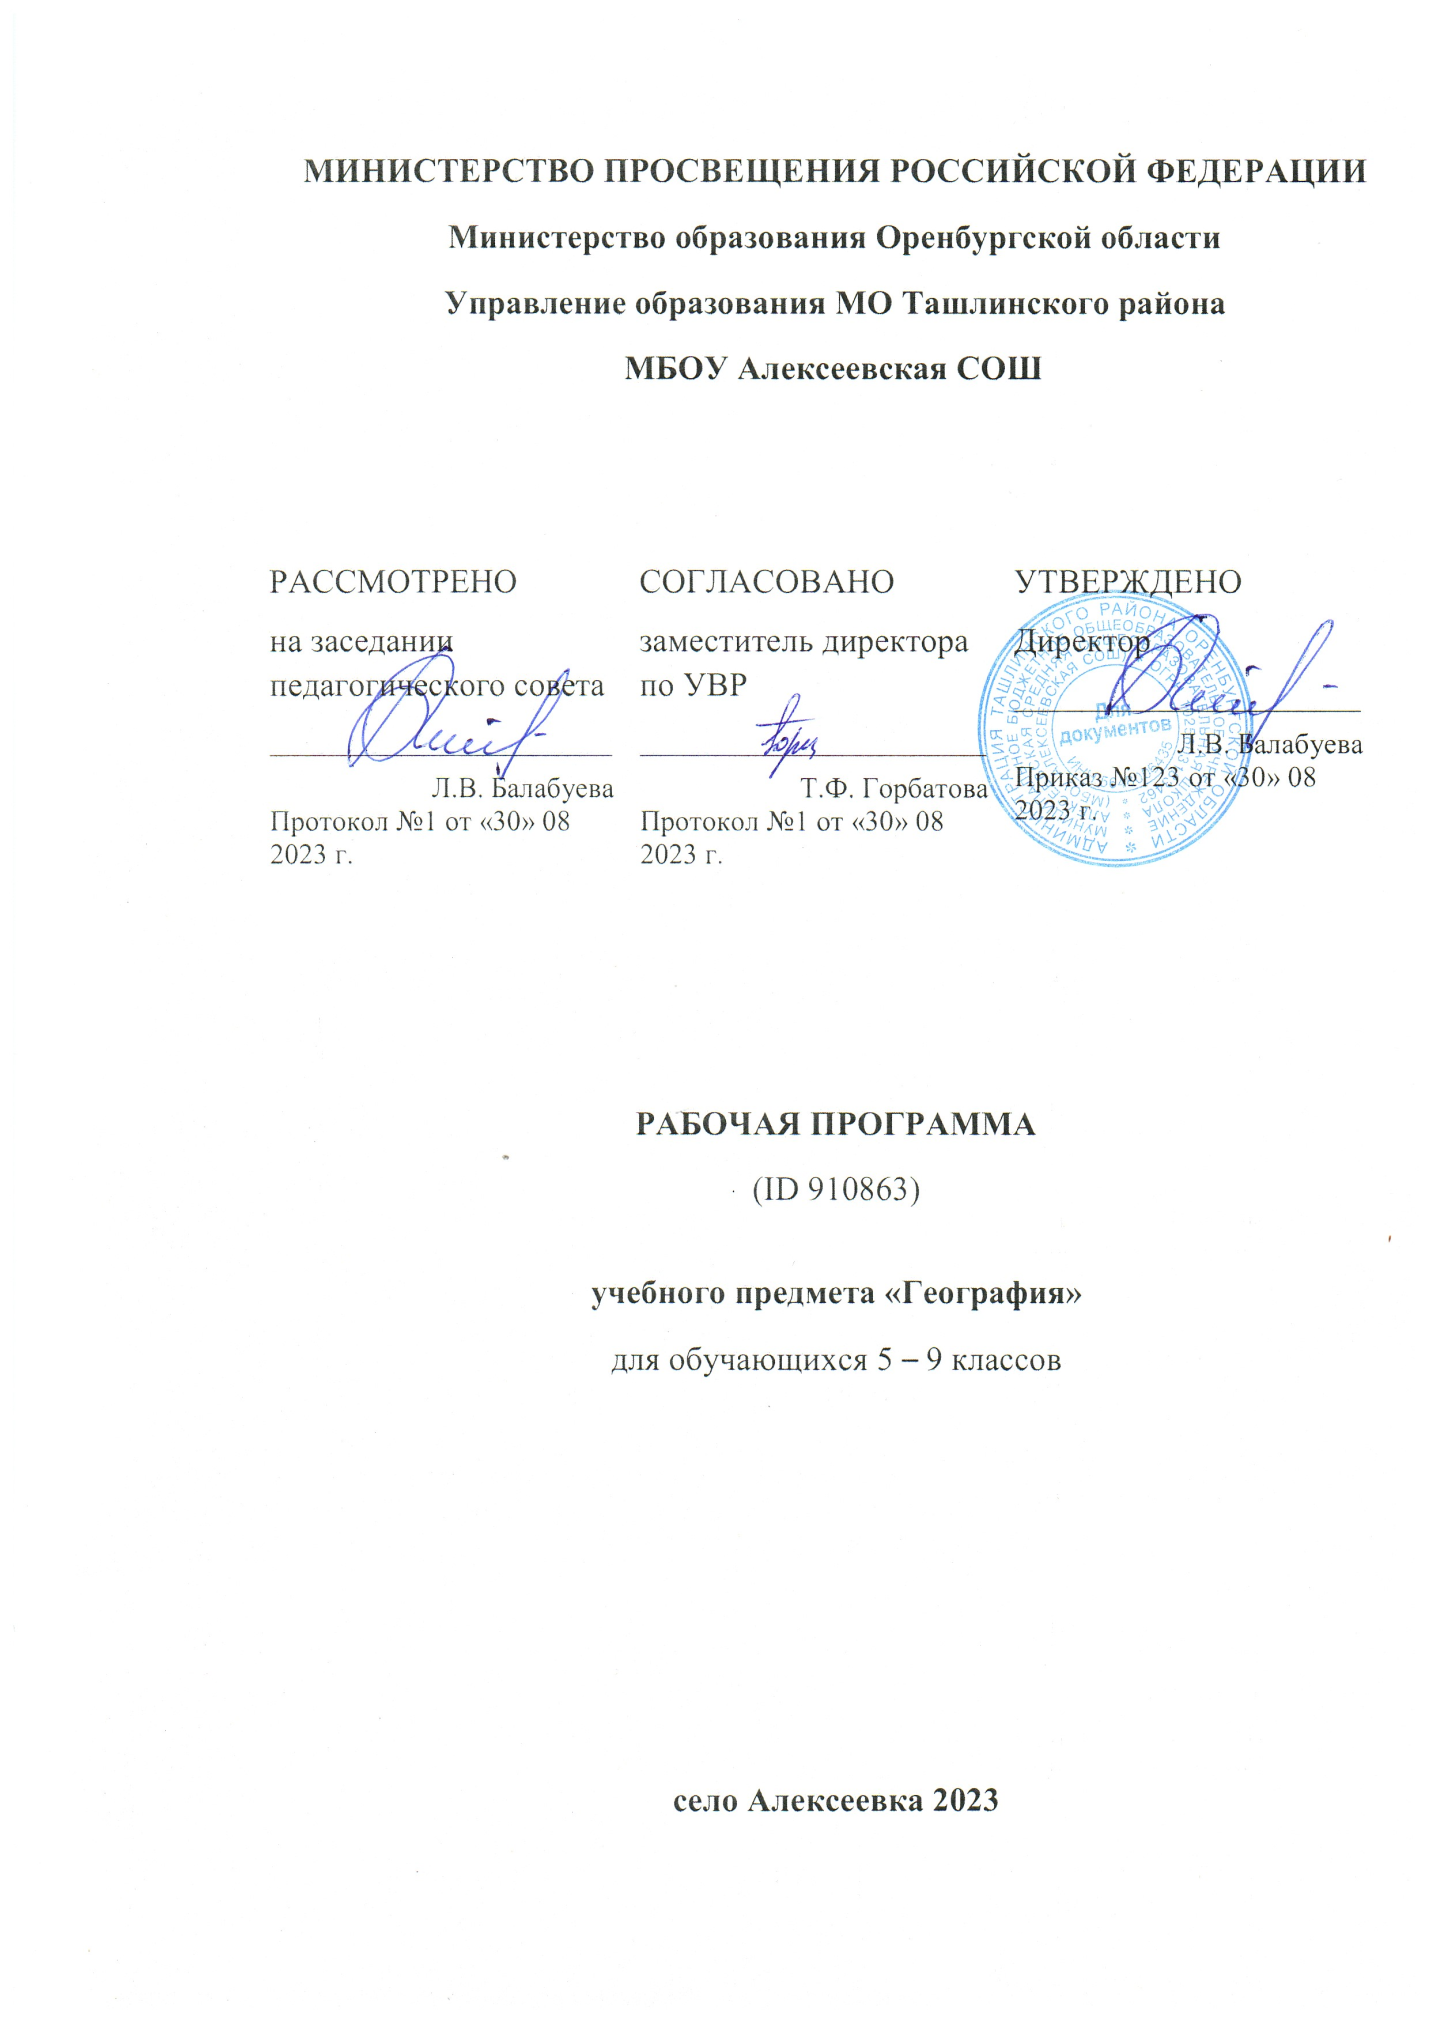 МИНИСТЕРСТВО ПРОСВЕЩЕНИЯ РОССИЙСКОЙ ФЕДЕРАЦИИ
Министерство образования Оренбургской области
Управление образования МО Ташлинского района
МБОУ Алексеевская СОШ
РАССМОТРЕНО
на заседании
педагогического совета
Л.В. Балабуева
Протокол №1 от «30» 08
2023 г.
СОГЛАСОВАНО
заместитель директора
по УВР
Т.Ф. Горбатова
Протокол №1 от «30» 08
2023 г.
УТВЕРЖДЕНО
Директор
Л.В. Балабуева
Приказ №123 от «30» 08
2023 г.
Для
документов
РАБОЧАЯ ПРОГРАММА
(ID 910863)
учебного предмета «География»
для обучающихся 5 – 9 классов
село Алексеевка 2023